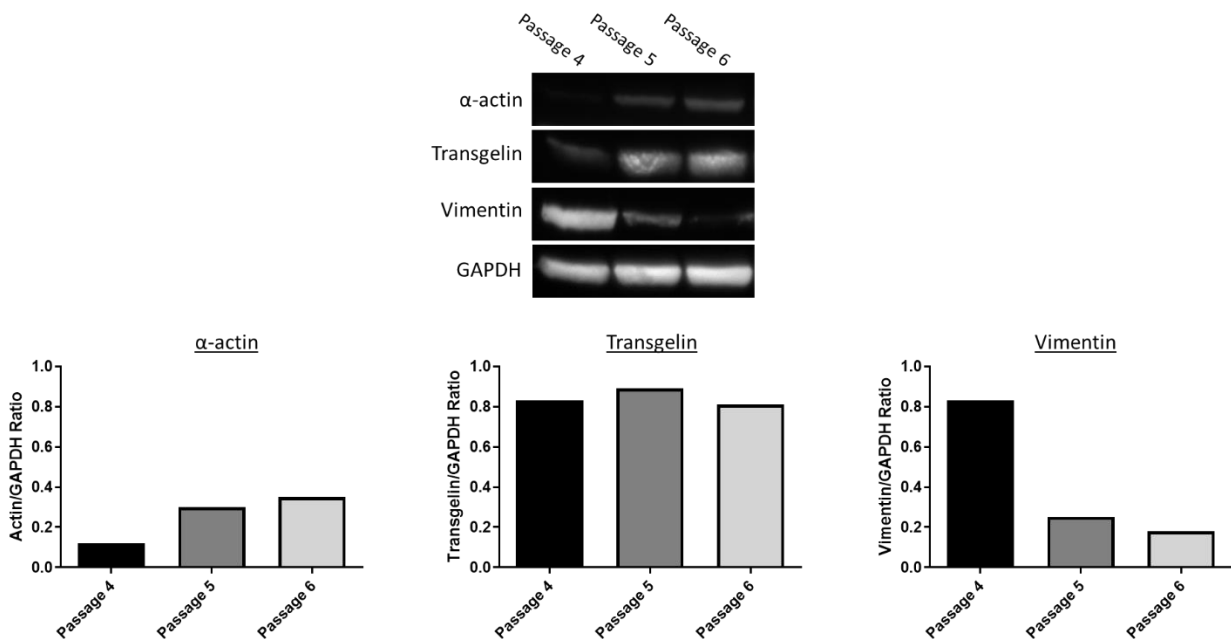 Passage 4
Passage 5
Passage 6
α-actin
Transgelin
Vimentin
GAPDH
α-actin
Actin/GAPDH Ratio
1.0
0.8
0.6
0.4
0.2
0.0
Passage 4
Passage 5
Passage 6
Transgelin
Transgelin/GAPDH Ratio
1.0
0.8
0.6
0.4
0.2
0.0
Passage 4
Passage 5
Passage 6
Vimentin
Vimentin/GAPDH Ratio
1.0
0.8
0.6
0.4
0.2
0.0
Passage 4
Passage 5
Passage 6